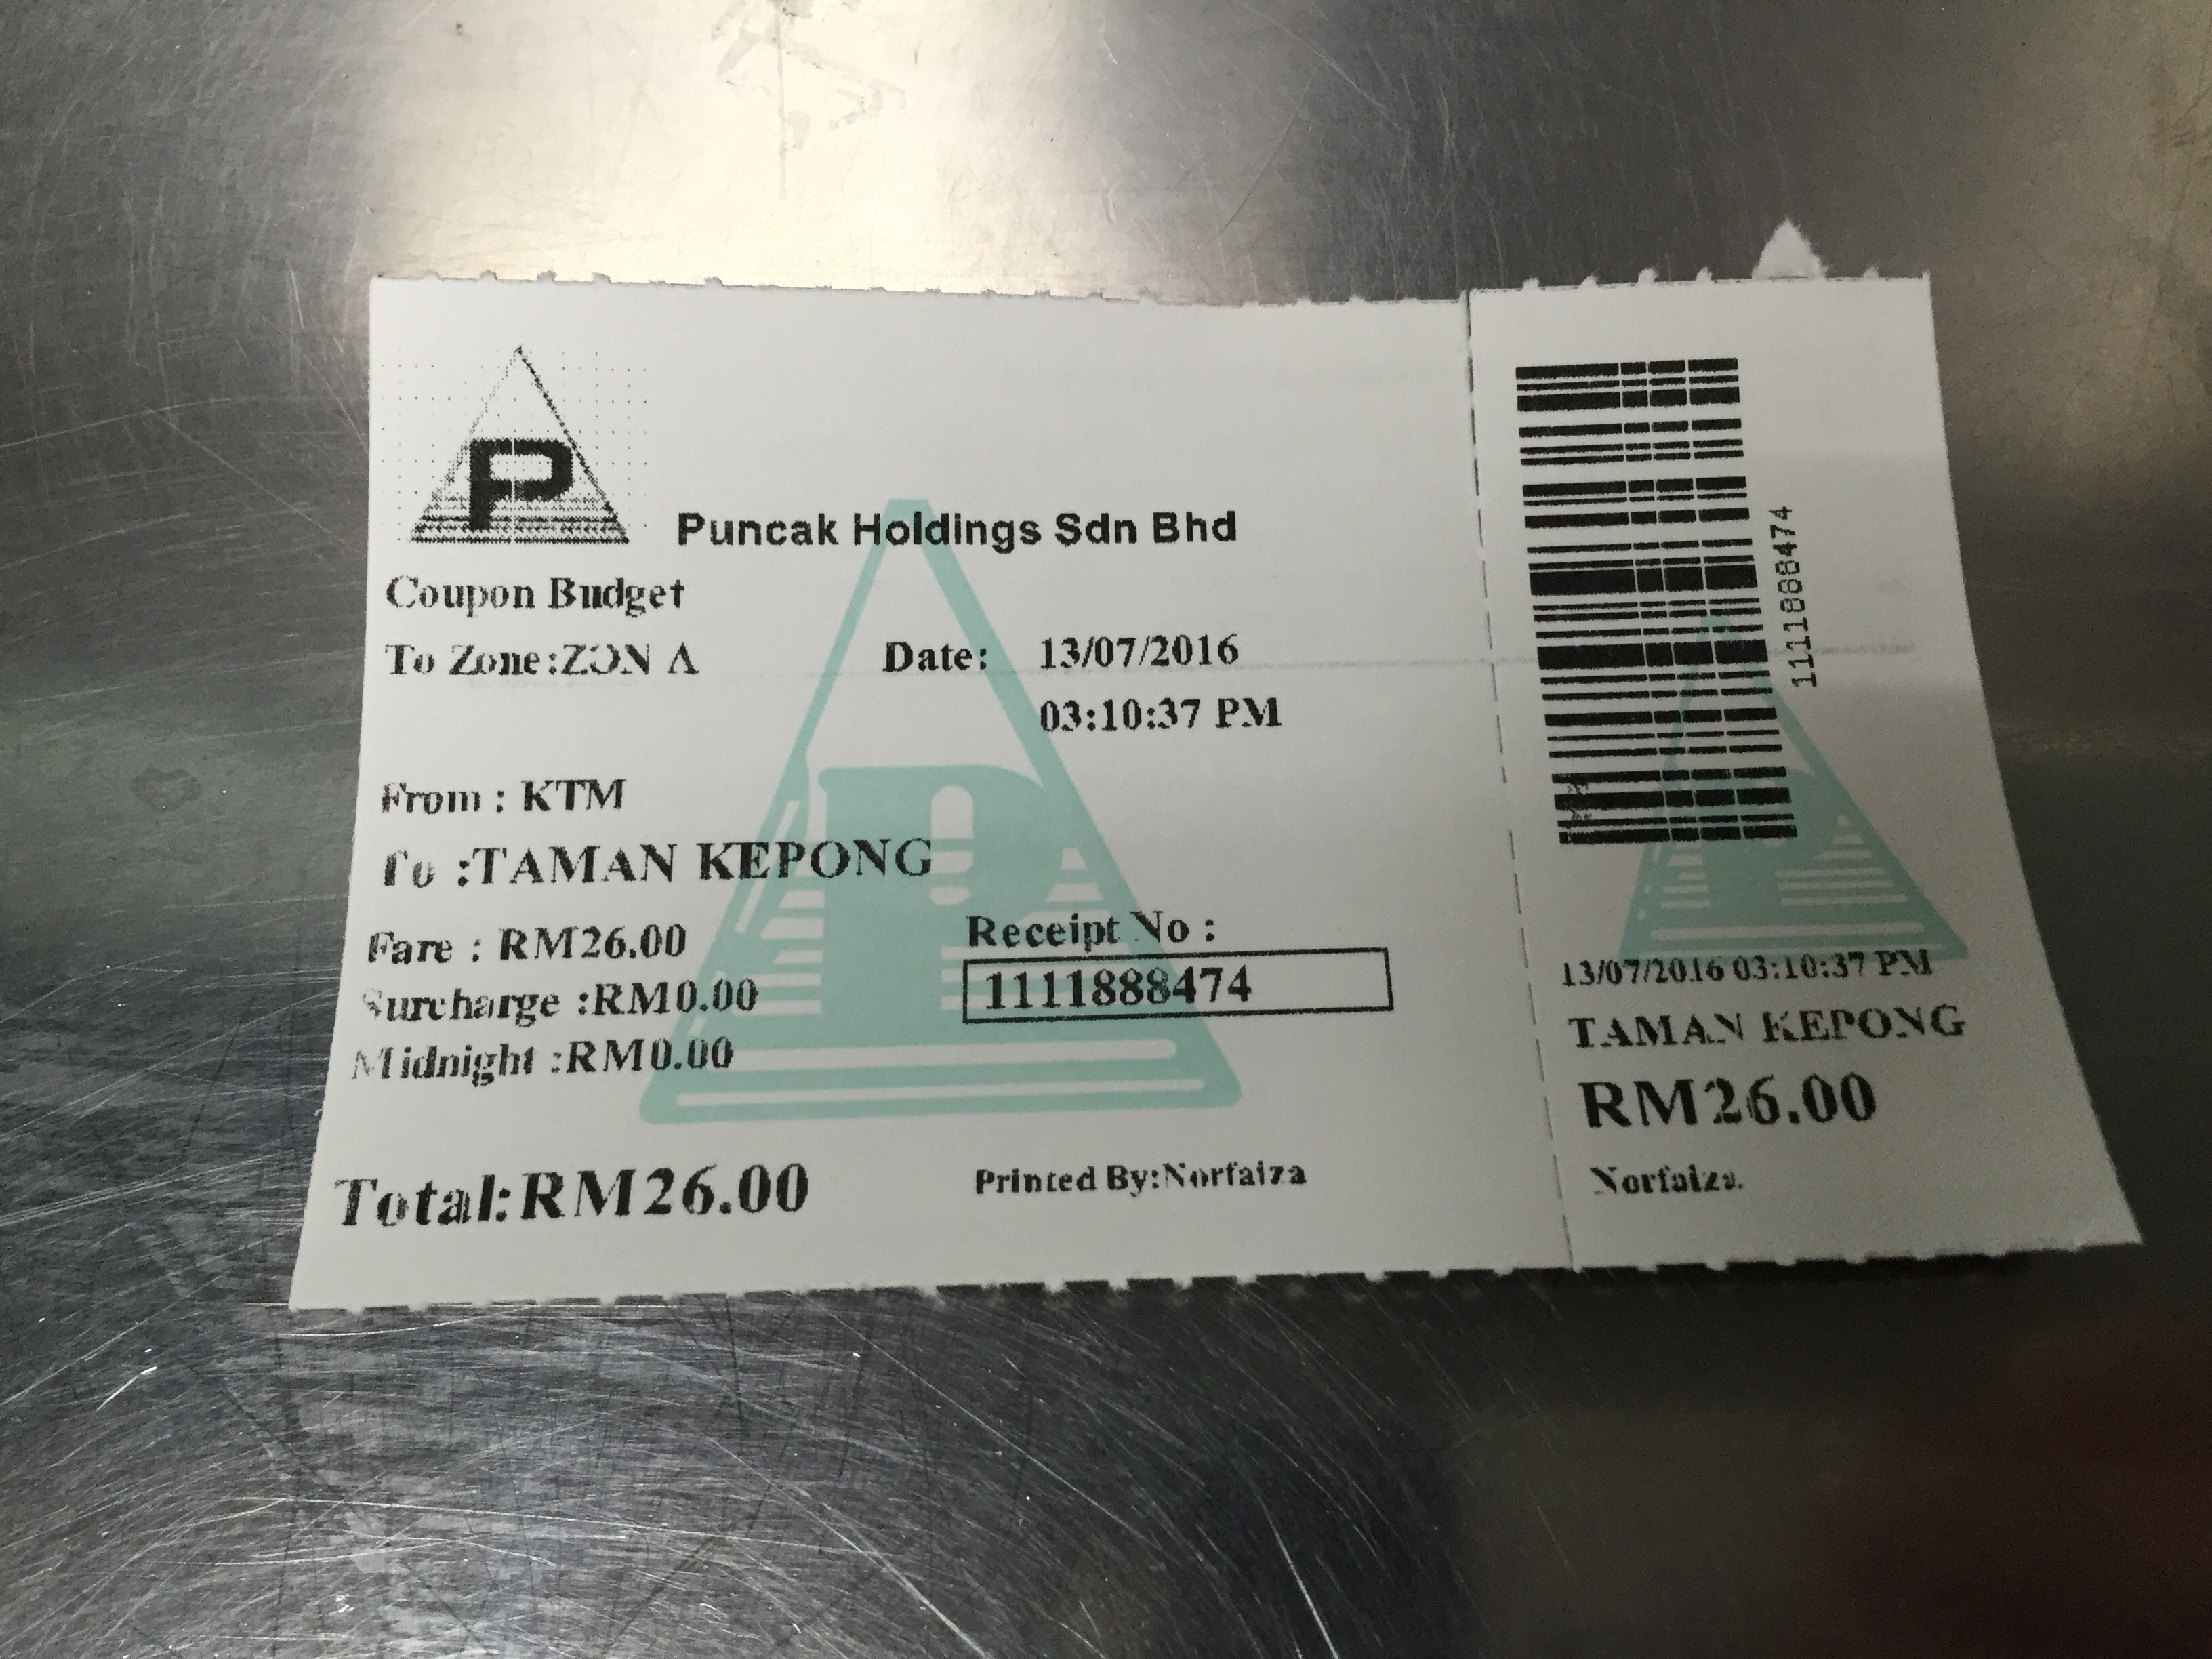 P
Puncak Holdings Sdn Bhd
Coupon Budget
To Zone:ZON A
Date: 13/07/2016
03:10:37 PM
From : KTM
To :TAMAN KEPONG
Fare : RM26.00
Surcharge :RM0.00
Midnight :RM0.00
Receipt No :
1111888474
Total:RM26.00
Printed By:Norfaiza
1111888474
13/07/2016 03:10:37 PM
TAMAN KEPONG
RM26.00
Norfaiza